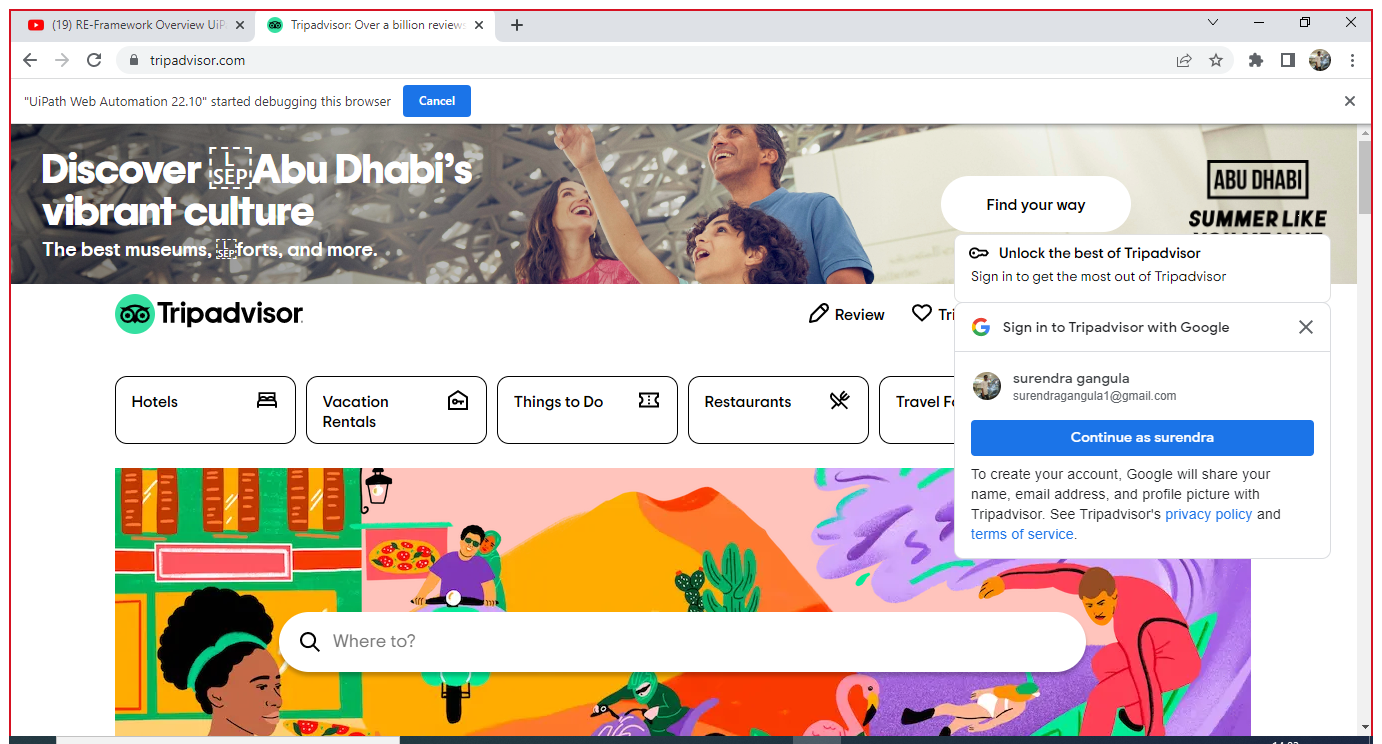 (19) RE-Framework Overview UiP
Tripadvisor: Over a billion reviews
tripadvisor.com
"UiPath Web Automation 22.10" started debugging this browser
Cancel
Discover L SEP Abu Dhabi's
vibrant culture
The best museums, L SEP forts, and more.
Find your way
ABU DHABI
SUMMER LiKE
Unlock the best of Tripadvisor
Sign in to get the most out of Tripadvisor
Tripadvisor
Review
Tri
Sign in to Tripadvisor with Google
surendra gangula
surendragangula1@gmail.com
Hotels
Vacation
Rentals
Things to Do
Restaurants
Travel Fo
Continue as surendra
To create your account, Google will share your
name, email address, and profile picture with
Tripadvisor. See Tripadvisor's privacy policy and
terms of service.
Where to?